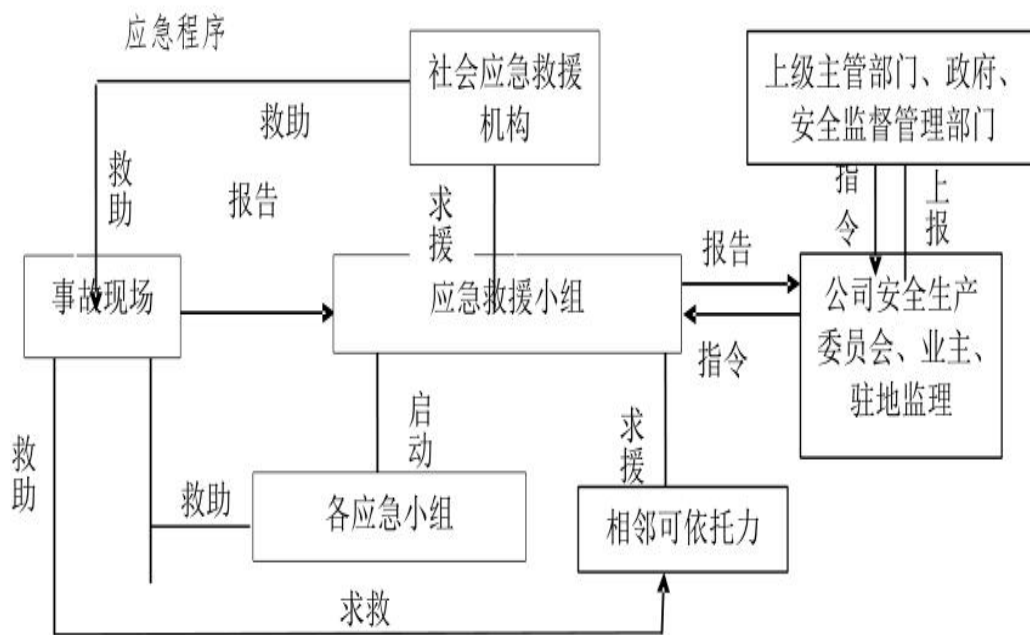 应急程序
社会应急救援
机构
上级主管部门、政府、
安全监督管理部门
救助
救助
报告
求援
指令
上报
报告
事故现场
应急救援小组
公司安全生产
委员会、业主、
驻地监理
指令
启动
求援
救助
救助
各应急小组
相邻可依托力
求救